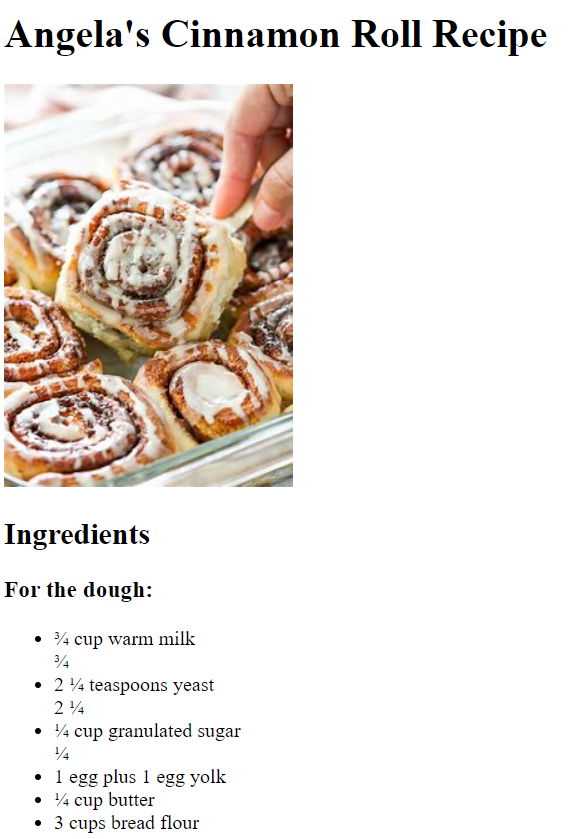 Angela's Cinnamon Roll Recipe
Ingredients
For the dough:
• ¾ cup warm milk
¾
• 2 ¼ teaspoons yeast
2 ¼
• ¼ cup granulated sugar
¼
• 1 egg plus 1 egg yolk
• ¼ cup butter
• 3 cups bread flour